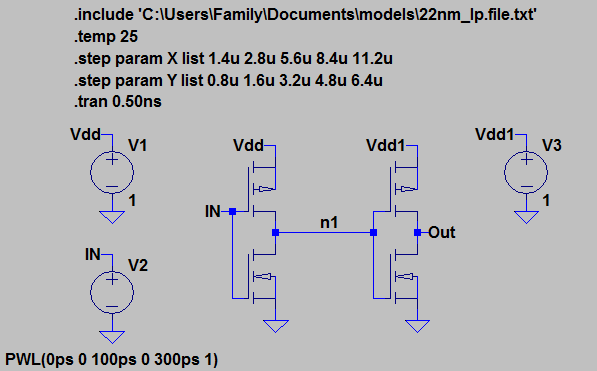 .include 'C:\Users\Family\Documents\models\22nm_lp.file.txt'
.temp 25
.step param X list 1.4u 2.8u 5.6u 8.4u 11.2u
.step param Y list 0.8u 1.6u 3.2u 4.8u 6.4u
.tran 0.50ns
Vdd V1 Vdd Vdd1 Vdd1 V3
1 1
IN n1 Out
IN V2
PWL(0ps 0 100ps 0 300ps 1)